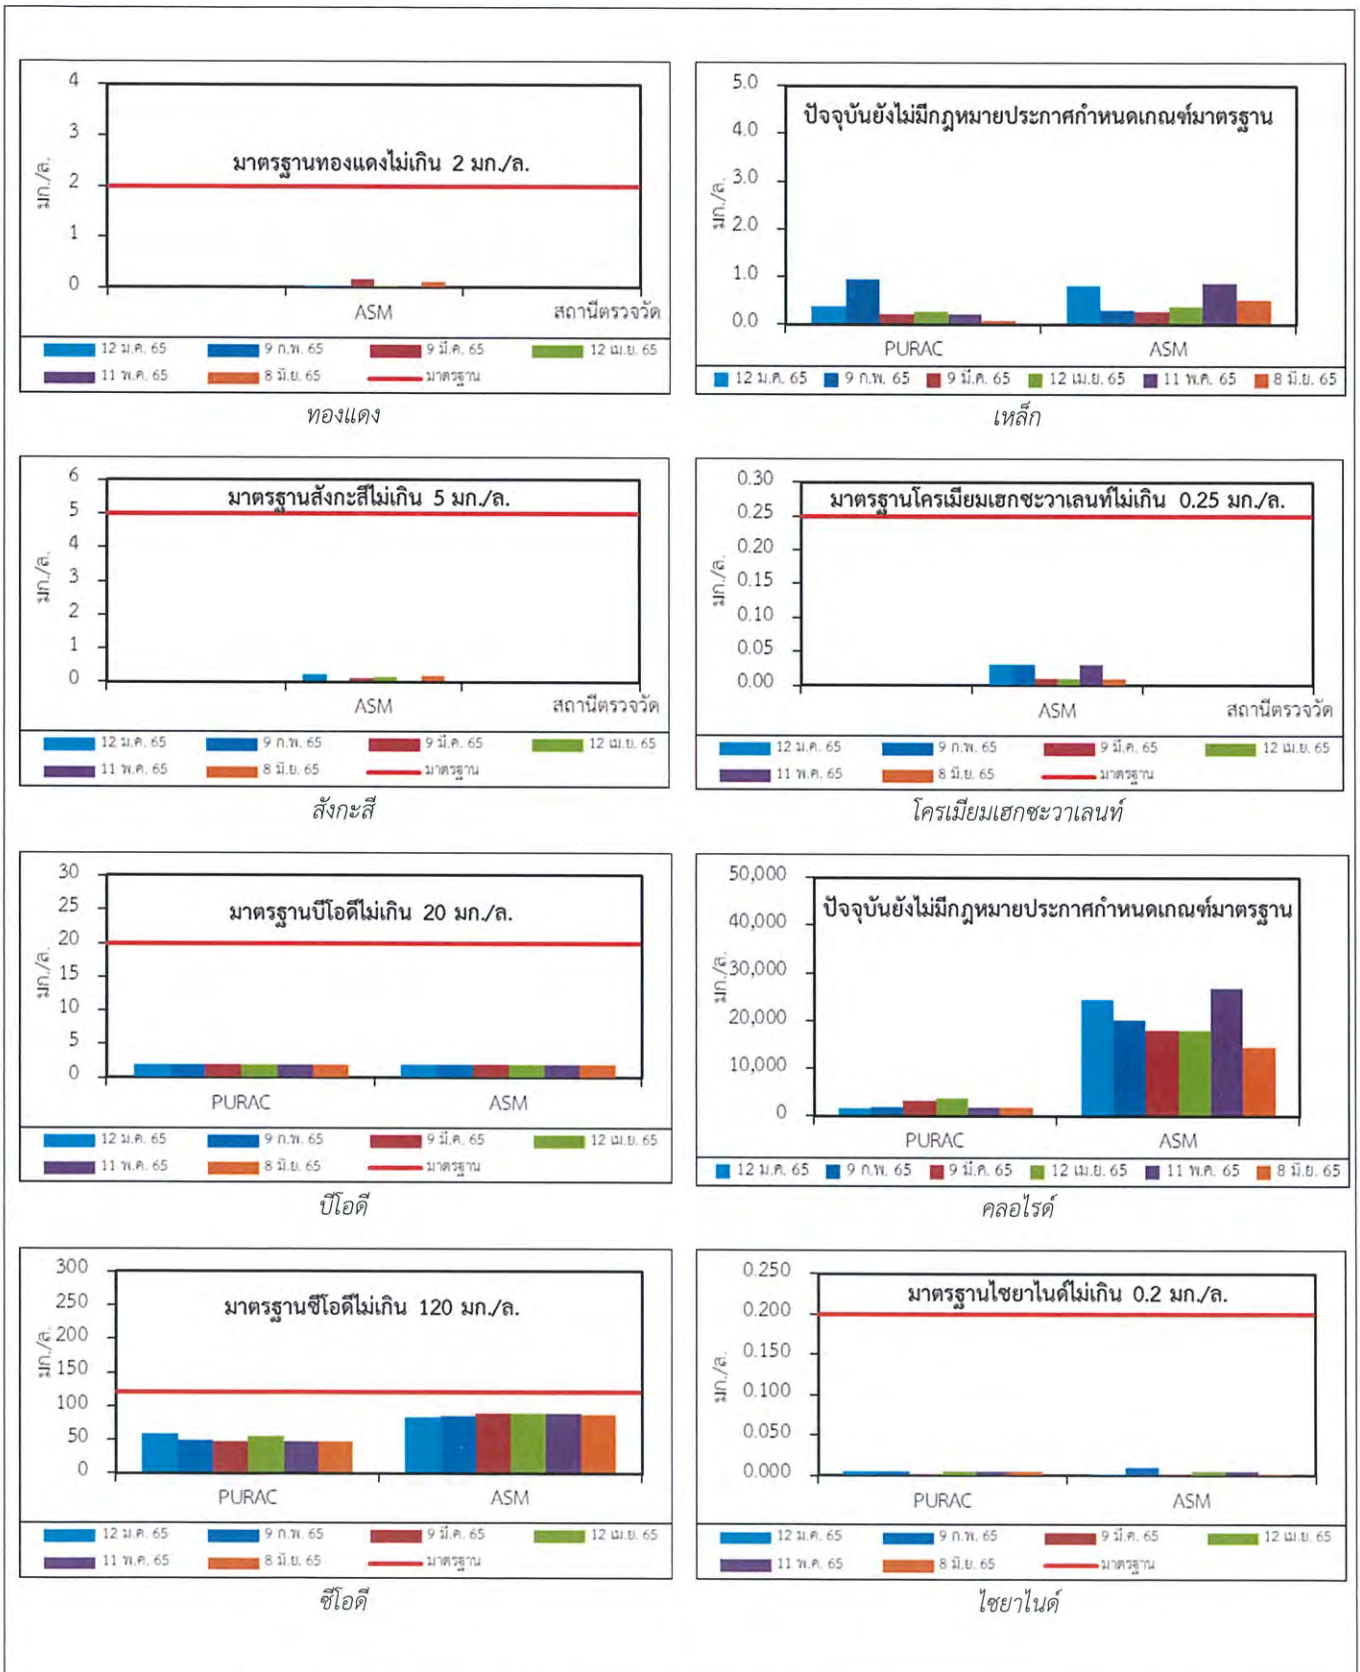 4
3
2
1
0
มก./ล.
มาตรฐานทองแดงไม่เกิน 2 มก./ล.
ASM
สถานีตรวจวัด
12 ม.ค. 65 9 ก.พ. 65 9 มี.ค. 65 12 เม.ย. 65
11 พ.ค. 65 8 มิ.ย. 65 มาตรฐาน
ทองแดง
5.0
4.0
3.0
2.0
1.0
0.0
มก./ล.
ปัจจุบันยังไม่มีกฎหมายประกาศกำหนดเกณฑ์มาตรฐาน
PURAC ASM
12 ม.ค. 65 9 ก.พ. 65 9 มี.ค. 65 12 เม.ย. 65 11 พ.ค. 65 8 มิ.ย. 65
เหล็ก
6
5
4
3
2
1
0
มก./ล.
มาตรฐานสังกะสีไม่เกิน 5 มก./ล.
ASM
สถานีตรวจวัด
12 ม.ค. 65 9 ก.พ. 65 9 มี.ค. 65 12 เม.ย. 65
11 พ.ค. 65 8 มิ.ย. 65 มาตรฐาน
สังกะสี
0.30
0.25
0.20
0.15
0.10
0.05
0.00
มก./ล.
มาตรฐานโครเมียมเฮกซะวาเลนท์ไม่เกิน 0.25 มก./ล.
ASM
สถานีตรวจวัด
12 ม.ค. 65 9 ก.พ. 65 9 มี.ค. 65 12 เม.ย. 65
11 พ.ค. 65 8 มิ.ย. 65 มาตรฐาน
โครเมียมเฮกซะวาเลนท์
30
25
20
15
10
5
0
มก./ล.
มาตรฐานบีโอดีไม่เกิน 20 มก./ล.
PURAC ASM
12 ม.ค. 65 9 ก.พ. 65 9 มี.ค. 65 12 เม.ย. 65
11 พ.ค. 65 8 มิ.ย. 65 มาตรฐาน
บีโอดี
50,000
40,000
30,000
20,000
10,000
0
มก./ล.
ปัจจุบันยังไม่มีกฎหมายประกาศกำหนดเกณฑ์มาตรฐาน
PURAC ASM
12 ม.ค. 65 9 ก.พ. 65 9 มี.ค. 65 12 เม.ย. 65 11 พ.ค. 65 8 มิ.ย. 65
คลอไรด์
300
250
200
150
100
50
0
มก./ล.
มาตรฐานซีโอดีไม่เกิน 120 มก./ล.
PURAC ASM
12 ม.ค. 65 9 ก.พ. 65 9 มี.ค. 65 12 เม.ย. 65
11 พ.ค. 65 8 มิ.ย. 65 มาตรฐาน
ซีโอดี
0.250
0.200
0.150
0.100
0.050
0.000
มก./ล.
มาตรฐานไซยาไนด์ไม่เกิน 0.2 มก./ล.
PURAC ASM
12 ม.ค. 65 9 ก.พ. 65 9 มี.ค. 65 12 เม.ย. 65
11 พ.ค. 65 8 มิ.ย. 65 มาตรฐาน
ไซยาไนด์